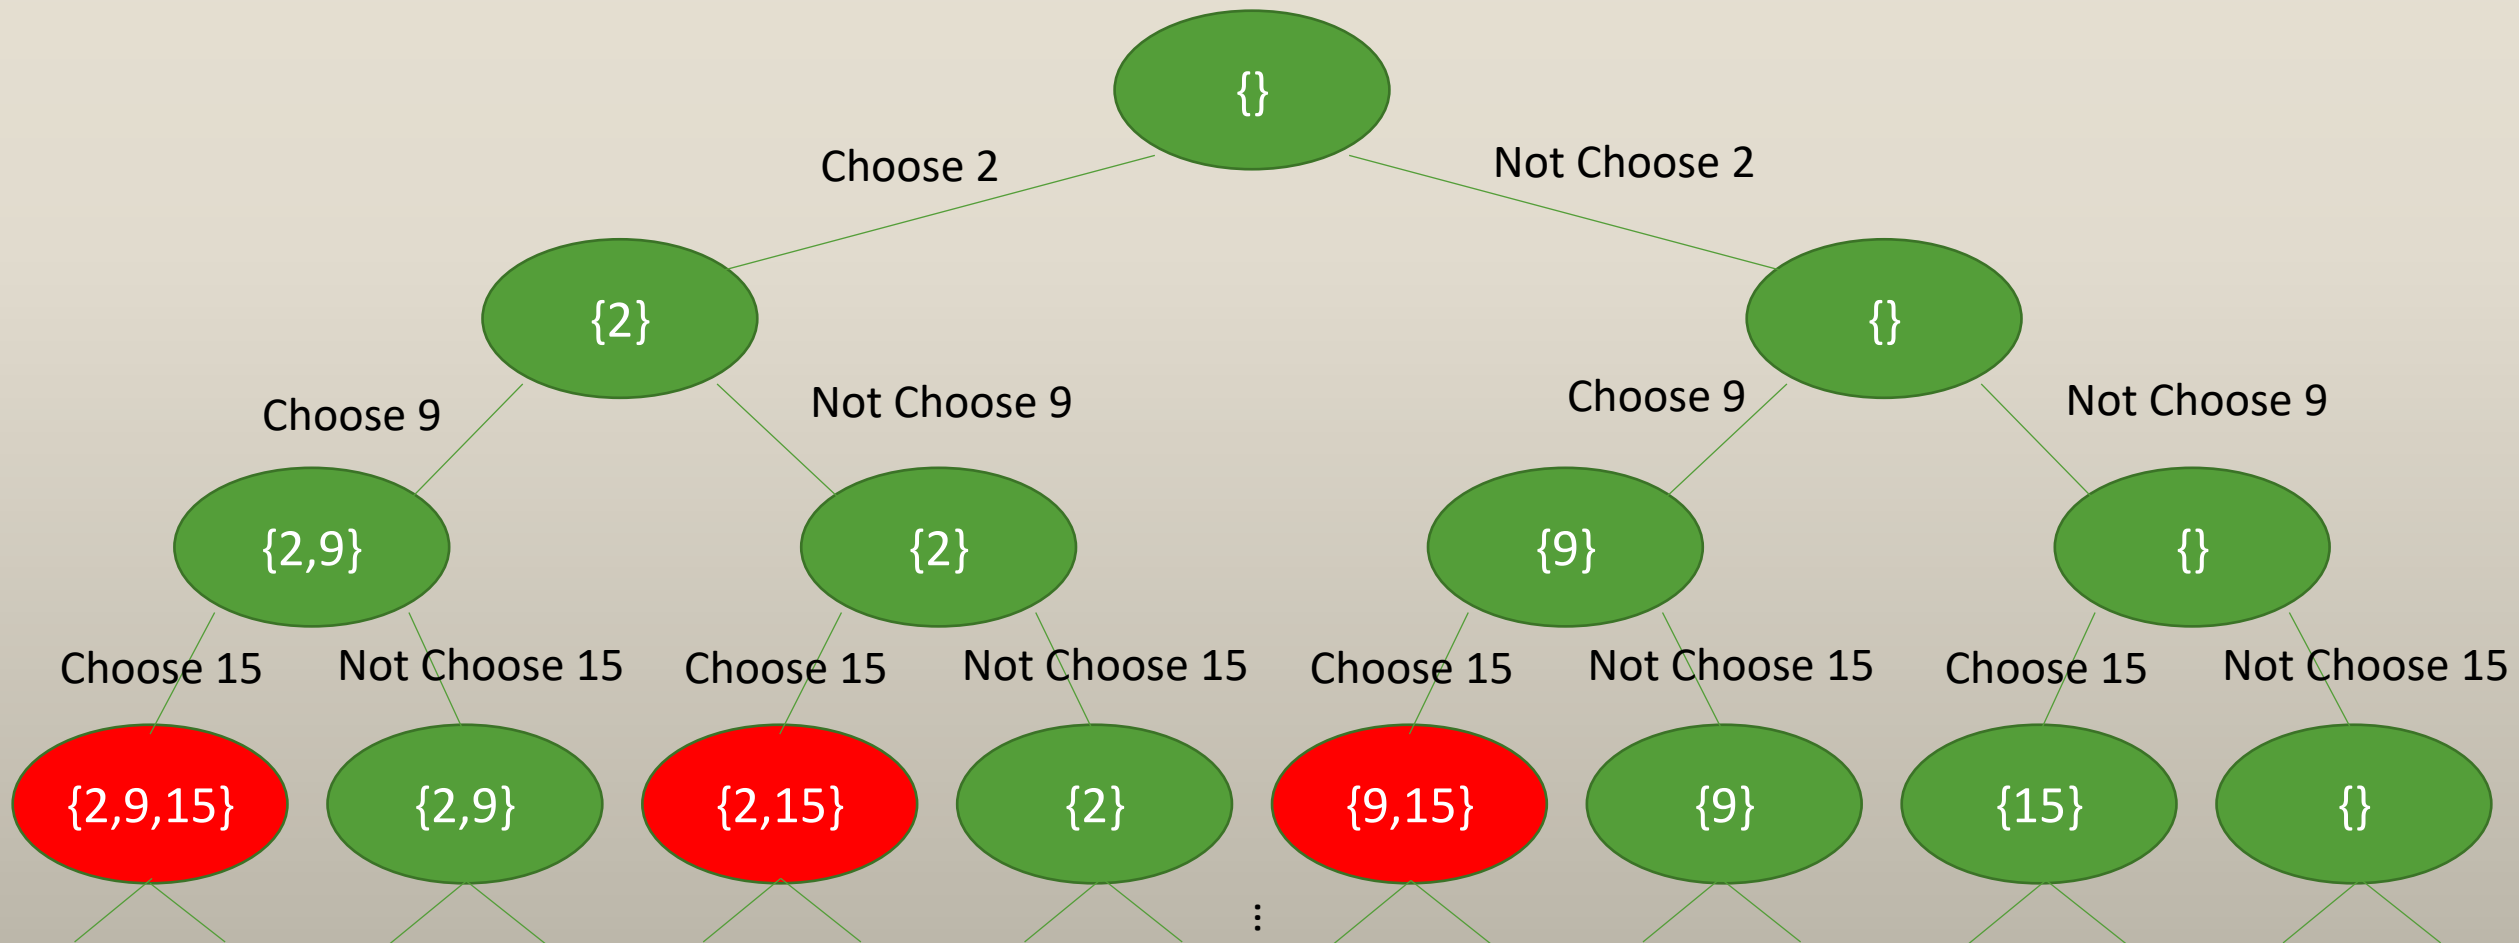 {}
Choose 2
Not Choose 2
{2}
{}
Choose 9
Not Choose 9
Choose 9
Not Choose 9
{2,9}
{2}
{9}
{}
Choose 15
Not Choose 15
Choose 15
Not Choose 15
Choose 15
Not Choose 15
Choose 15
Not Choose 15
{2,9,15}
{2,9}
{2,15}
{2}
{9,15}
{9}
{15}
{}
⋮